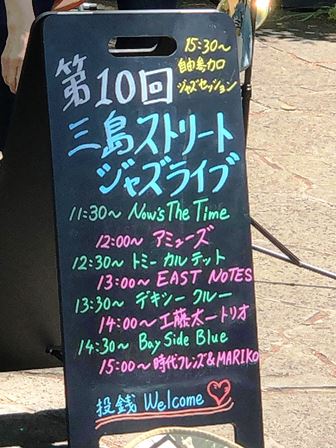 15:30〜
自由参加
ジャズセッション
第10回
三島ストリート
ジャズライブ
11:30〜 Now's The Time
12:00〜 アミューズ
12:30〜 トミーカルテット
13:00〜 EAST NOTES
13:30〜 デキシークルー
14:00〜 工藤太一トリオ
14:30〜 Bay Side Blue
15:00〜 時代フレンズ&MARIKO
投銭 Welcome